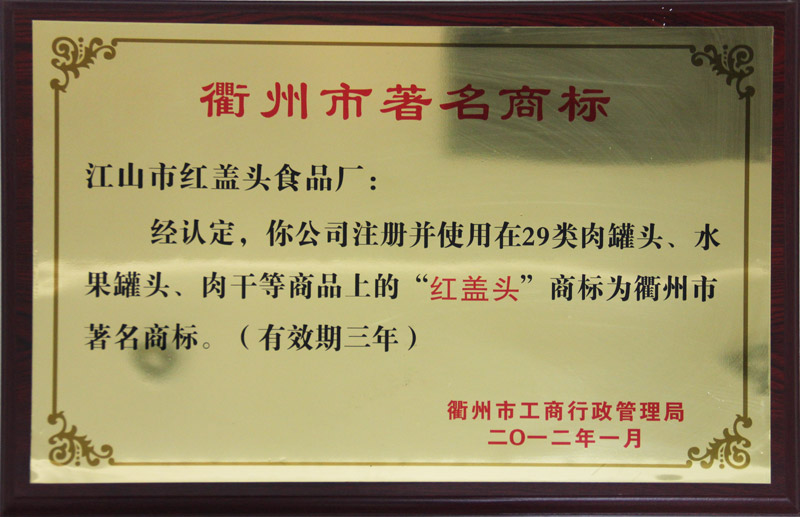 衢州市著名商标
江山市红盖头食品厂：
经认定，你公司注册并使用在29类肉罐头、水
果罐头、肉干等商品上的“红盖头”商标为衢州市
著名商标。（有效期三年）
衢州市工商行政管理局
二〇一二年一月